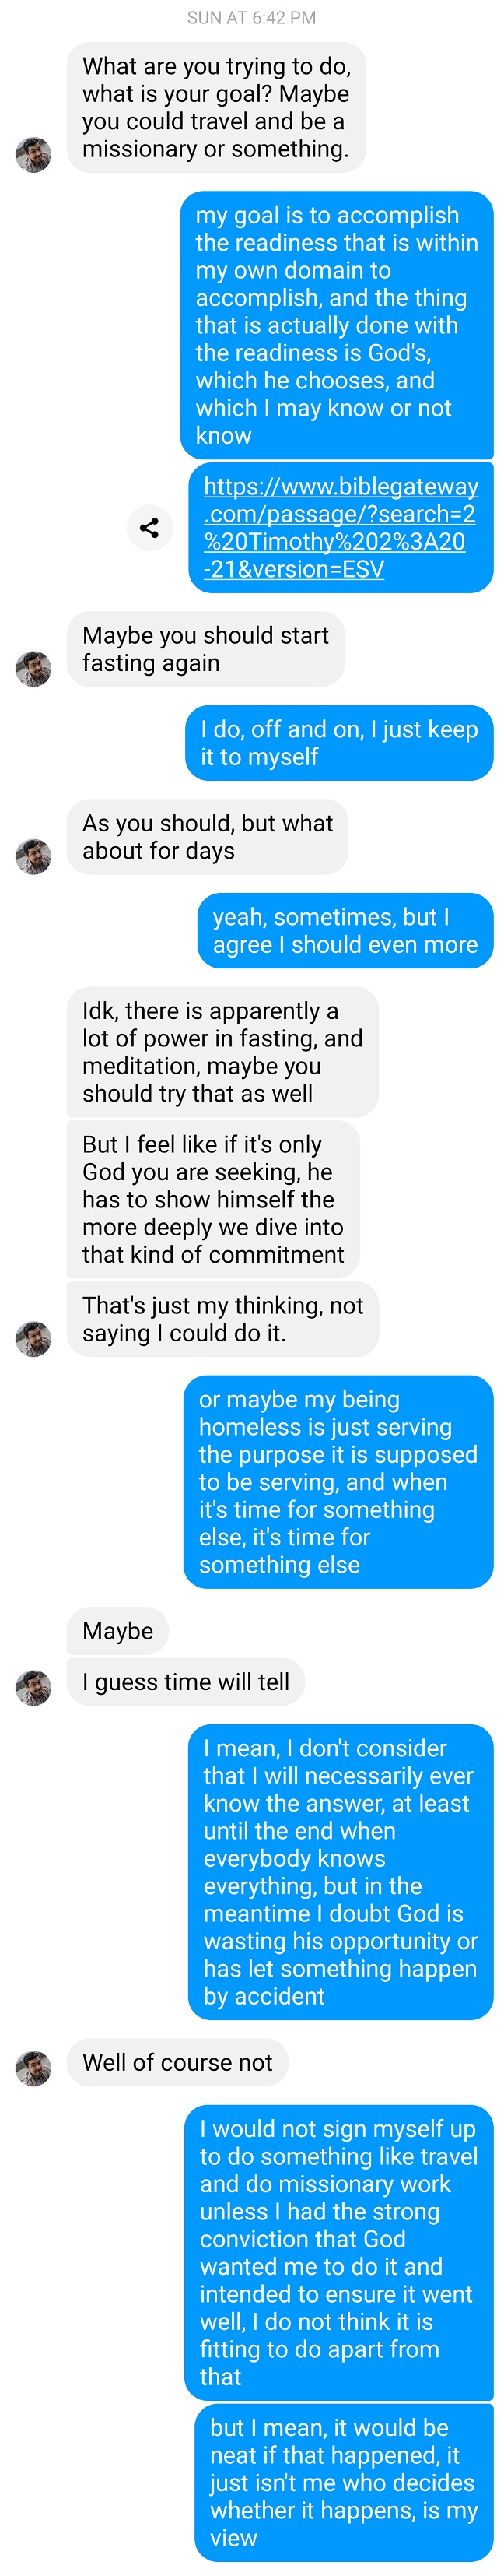 SUN AT 6:42 PM
What are you trying to do,
what is your goal? Maybe
you could travel and be a
missionary or something.
my goal is to accomplish
the readiness that is within
my own domain to
accomplish, and the thing
that is actually done with
the readiness is God's,
which he chooses, and
which I may know or not
know
https://www.biblegateway
.com/passage/?search=2
%20Timothy%202%3A20
-21&version=ESV
Maybe you should start
fasting again
I do, off and on, I just keep
it to myself
As you should, but what
about for days
yeah, sometimes, but I
agree I should even more
Idk, there is apparently a
lot of power in fasting, and
meditation, maybe you
should try that as well
But I feel like if it's only
God you are seeking, he
has to show himself the
more deeply we dive into
that kind of commitment
That's just my thinking, not
saying I could do it.
or maybe my being
homeless is just serving
the purpose it is supposed
to be serving, and when
it's time for something
else, it's time for
something else
Maybe
I guess time will tell
I mean, I don't consider
that I will necessarily ever
know the answer, at least
until the end when
everybody knows
everything, but in the
meantime I doubt God is
wasting his opportunity or
has let something happen
by accident
Well of course not
I would not sign myself up
to do something like travel
and do missionary work
unless I had the strong
conviction that God
wanted me to do it and
intended to ensure it went
well, I do not think it is
fitting to do apart from
that
but I mean, it would be
neat if that happened, it
just isn't me who decides
whether it happens, is my
view